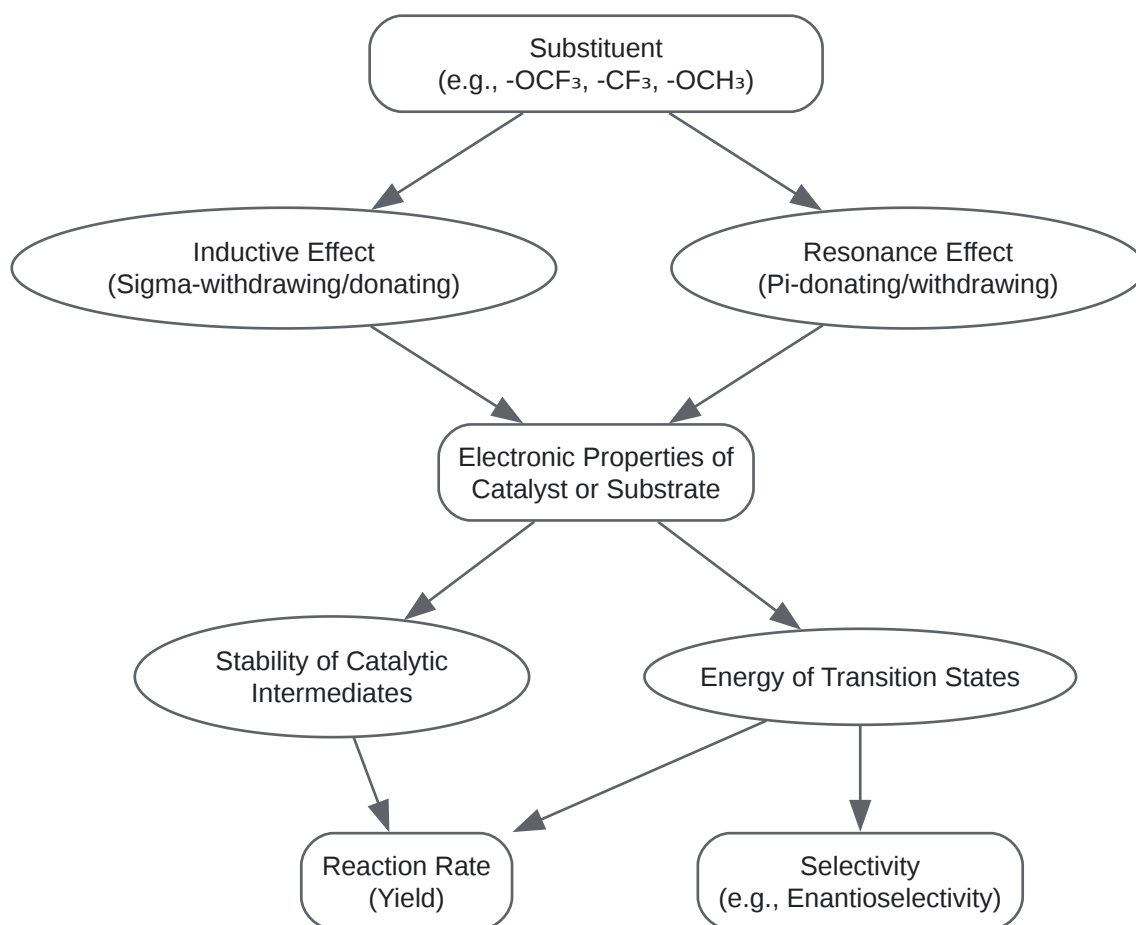 Substituent
(e.g., -OCF₃, -CF₃, -OCH₃)
Inductive Effect
(Sigma-withdrawing/donating)
Resonance Effect
(Pi-donating/withdrawing)
Electronic Properties of
Catalyst or Substrate
Stability of Catalytic
Intermediates
Energy of Transition States
Reaction Rate
(Yield)
Selectivity
(e.g., Enantioselectivity)